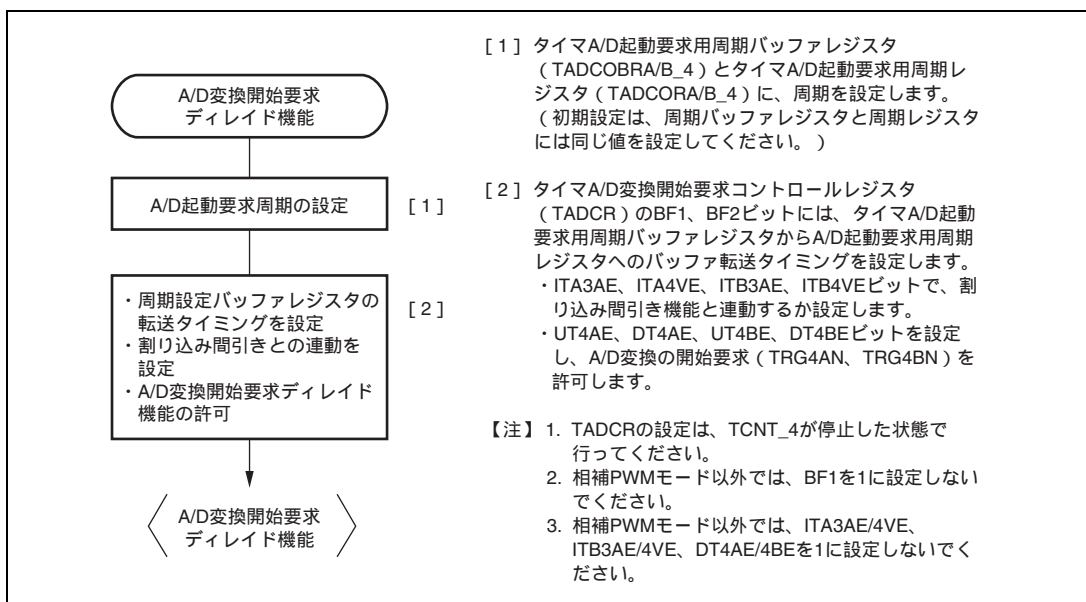 A/D変換開始要求
ディレイド機能
A/D起動要求周期の設定
[1]
・周期設定バッファレジスタの
転送タイミングを設定
・割り込み間引きとの連動を
設定
・A/D変換開始要求ディレイド
機能の許可
[2]
A/D変換開始要求
ディレイド機能
[1] タイマA/D起動要求用周期バッファレジスタ
(TADCOBRA/B_4)とタイマA/D起動要求用周期レ
ジスタ(TADCORA/B_4)に、周期を設定します。
(初期設定は、周期バッファレジスタと周期レジスタ
には同じ値を設定してください。)
[2] タイマA/D変換開始要求コントロールレジスタ
(TADCR)のBF1、BF2ビットには、タイマA/D起動
要求用周期バッファレジスタからA/D起動要求用周期
レジスタへのバッファ転送タイミングを設定します。
・ITA3AE、ITA4VE、ITB3AE、ITB4VEビットで、割
り込み間引き機能と連動するか設定します。
・UT4AE、DT4AE、UT4BE、DT4BEビットを設定
し、A/D変換の開始要求(TRG4AN、TRG4BN)を
許可します。
【注】1. TADCRの設定は、TCNT_4が停止した状態で
行ってください。
2. 相補PWMモード以外では、BF1を1に設定しない
でください。
3. 相補PWMモード以外では、ITA3AE/4VE、
ITB3AE/4VE、DT4AE/4BEを1に設定しないでく
ださい。